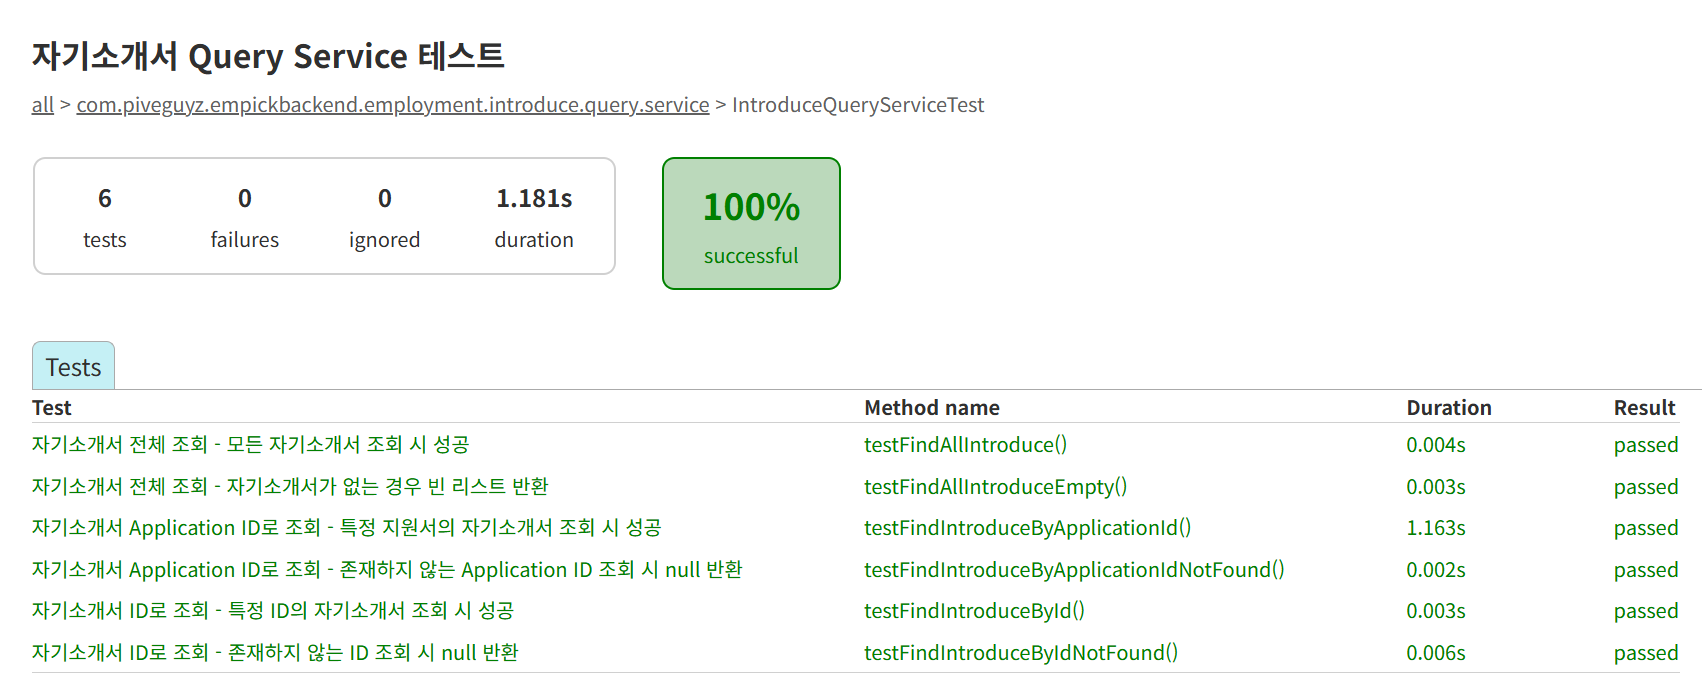 자기소개서 Query Service 테스트
all > com.piveguyz.empickbackend.employment.introduce.query.service > IntroduceQueryServiceTest
6 0 0 1.181s
tests failures ignored duration
100%
successful
Tests
Test Method name Duration Result
자기소개서 전체 조회 - 모든 자기소개서 조회 시 성공 testFindAllIntroduce() 0.004s passed
자기소개서 전체 조회 - 자기소개서가 없는 경우 빈 리스트 반환 testFindAllIntroduceEmpty() 0.003s passed
자기소개서 Application ID로 조회 - 특정 지원서의 자기소개서 조회 시 성공 testFindIntroduceByApplicationId() 1.163s passed
자기소개서 Application ID로 조회 - 존재하지 않는 Application ID 조회 시 null 반환 testFindIntroduceByApplicationIdNotFound() 0.002s passed
자기소개서 ID로 조회 - 특정 ID의 자기소개서 조회 시 성공 testFindIntroduceById() 0.003s passed
자기소개서 ID로 조회 - 존재하지 않는 ID 조회 시 null 반환 testFindIntroduceByIdNotFound() 0.006s passed